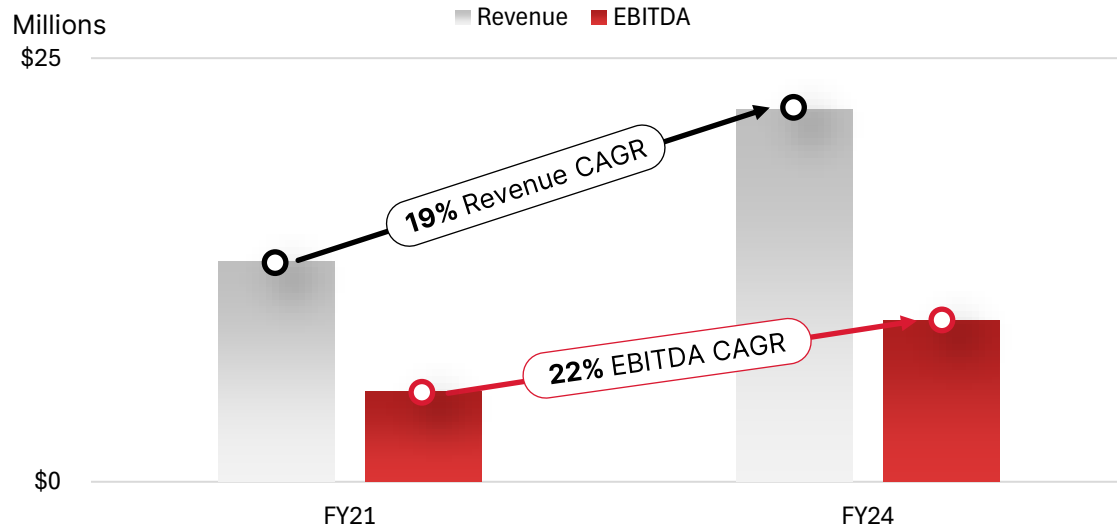 Millions
Revenue EBITDA
$25
19% Revenue CAGR
22% EBITDA CAGR
$0
FY21 FY24